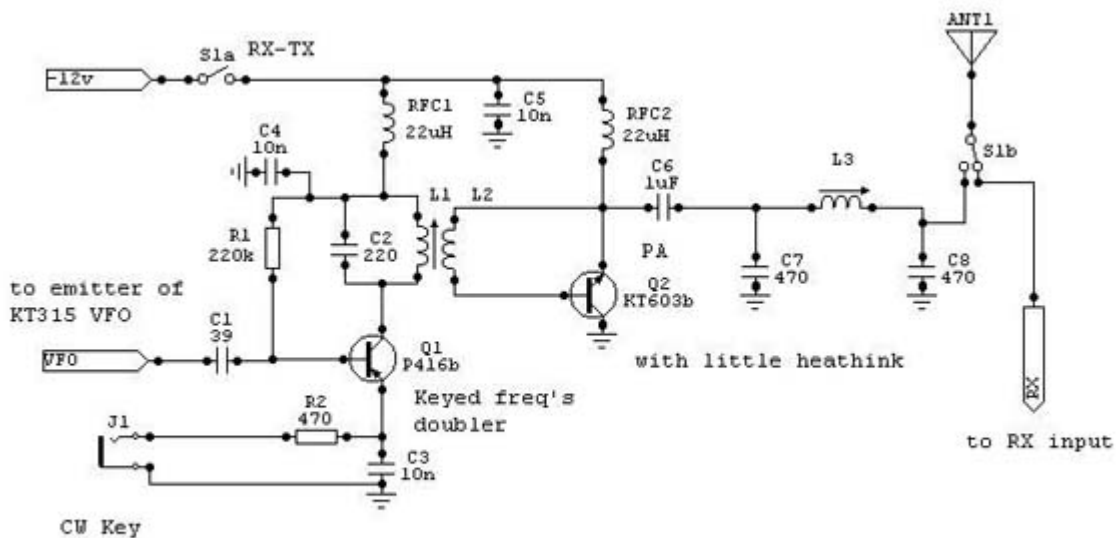 ANT1
S1a
RX-TX
-12v
RFC1
22uH
C5
10n
RFC2
22uH
C4
10n
S1b
C6
1uF
L3
L1
L2
R1
220k
C2
220
PA
C7
470
C8
470
Q2
KT603b
to emitter of
KT315 VFO
C1
39
VFO
Q1
P416b
with little heathink
RX
Keyed freq's
doubler
R2
470
J1
to RX input
C3
10n
CW Key